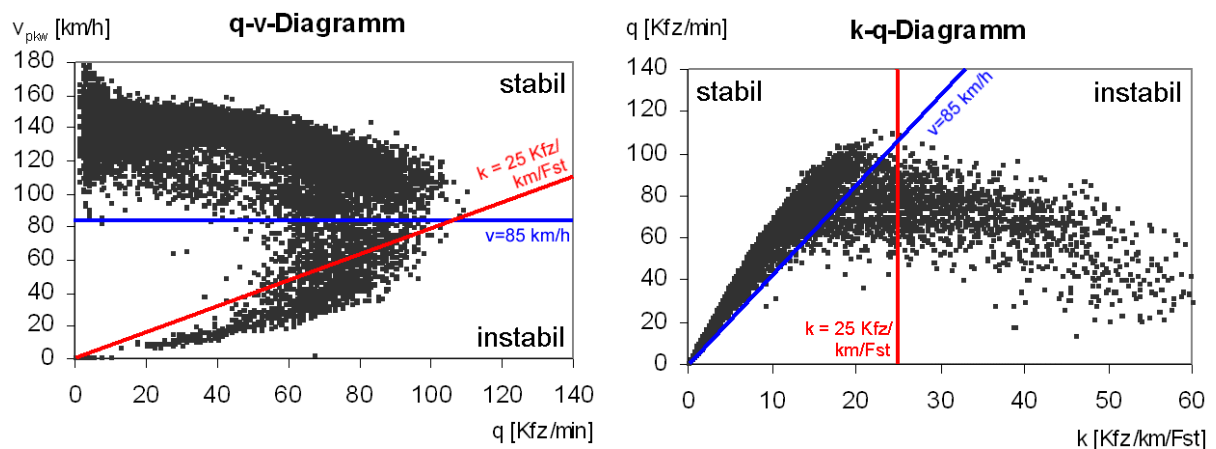 q-v-Diagramm
v pkw [km/h]
180
160
140
120
100
80
60
40
20
0
0 20 40 60 80 100 120 140
q [Kfz/min]
stabil
k = 25 Kfz/
km/Fst
v=85 km/h
instabil
k-q-Diagramm
q [Kfz/min]
140
120
100
80
60
40
20
0
0 10 20 30 40 50 60
k [Kfz/km/Fst]
stabil
instabil
v=85 km/h
k = 25 Kfz/
km/Fst